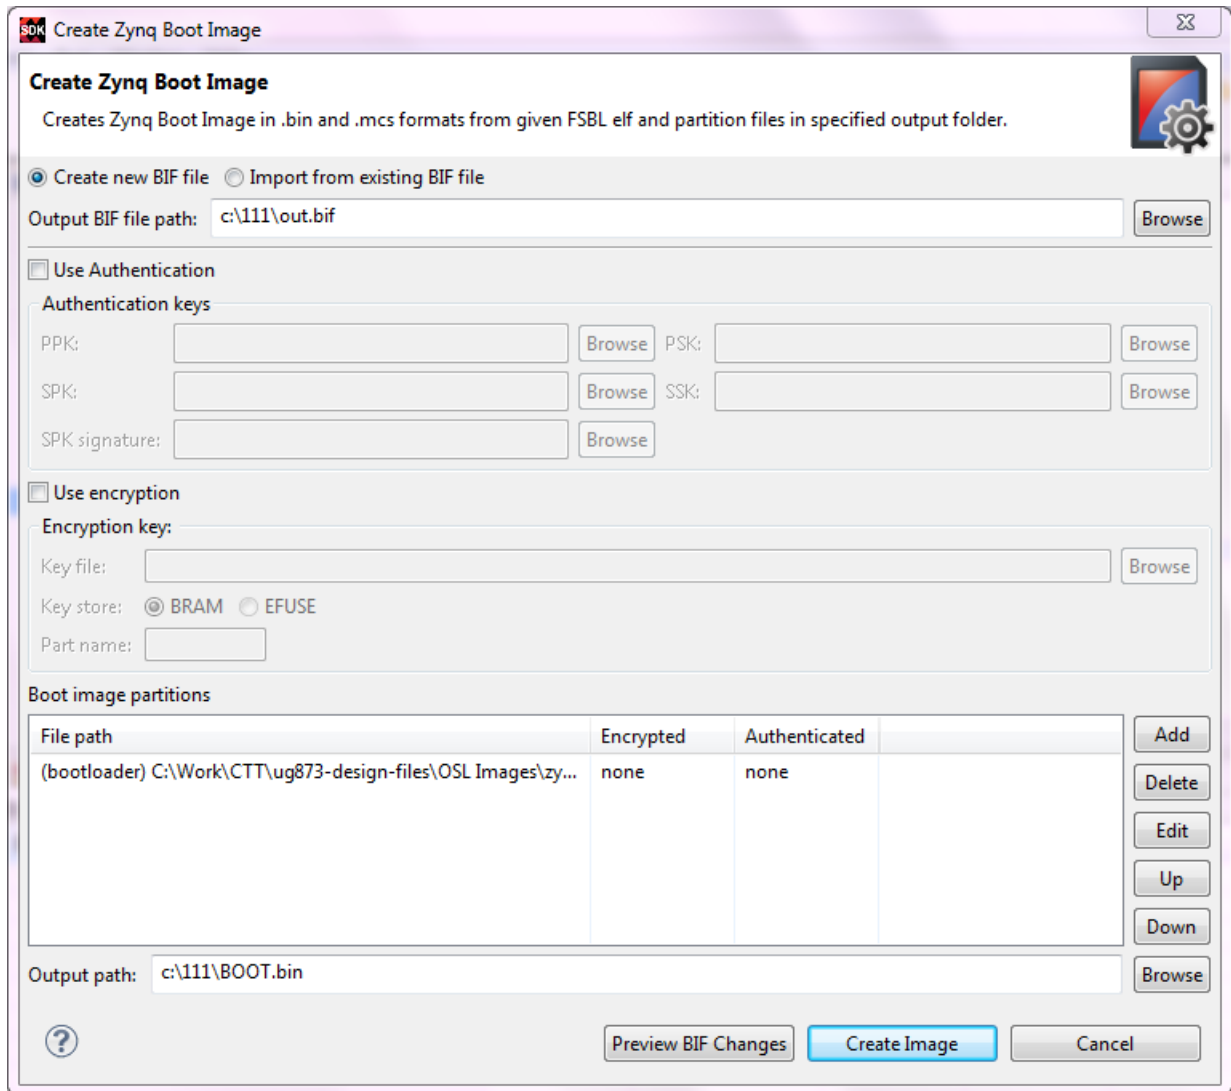 SDK Create Zynq Boot Image
Create Zynq Boot Image
Creates Zynq Boot Image in .bin and .mcs formats from given FSBL elf and partition files in specified output folder.
Create new BIF file Import from existing BIF file
Output BIF file path: c:\111\out.bif Browse
Use Authentication
Authentication keys
PPK: Browse PSK: Browse
SPK: Browse SSK: Browse
SPK signature: Browse
Use encryption
Encryption key:
Key file: Browse
Key store: BRAM EFUSE
Part name:
Boot image partitions
File path Encrypted Authenticated Add
(bootloader) C:\Work\CTT\ug873-design-files\OSL Images\zy... none none
Delete
Edit
Up
Down
Output path: c:\111\BOOT.bin Browse
? Preview BIF Changes Create Image Cancel